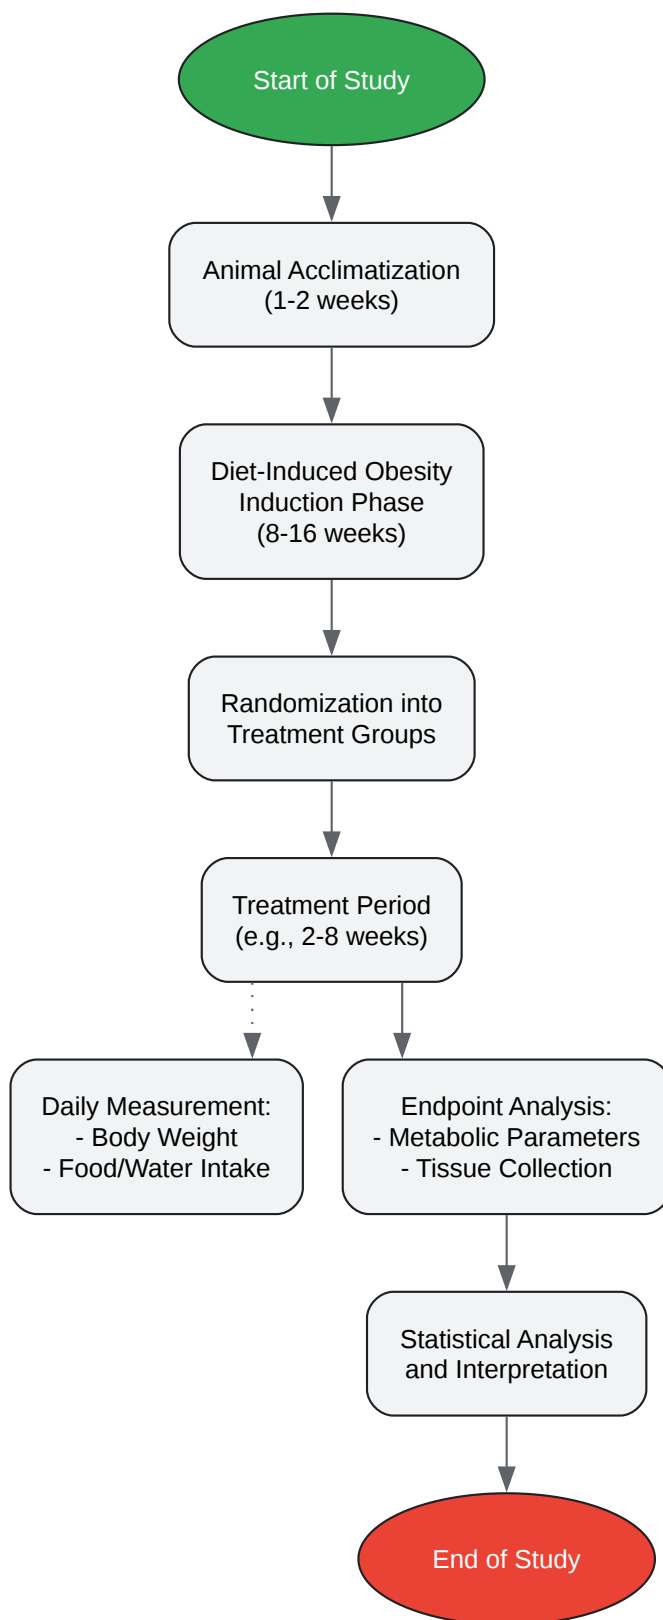 Start of Study
Animal Acclimatization
(1-2 weeks)
Diet-Induced Obesity
Induction Phase
(8-16 weeks)
Randomization into
Treatment Groups
Treatment Period
(e.g., 2-8 weeks)
Daily Measurement:
- Body Weight
- Food/Water Intake
Endpoint Analysis:
- Metabolic Parameters
- Tissue Collection
Statistical Analysis
and Interpretation
End of Study